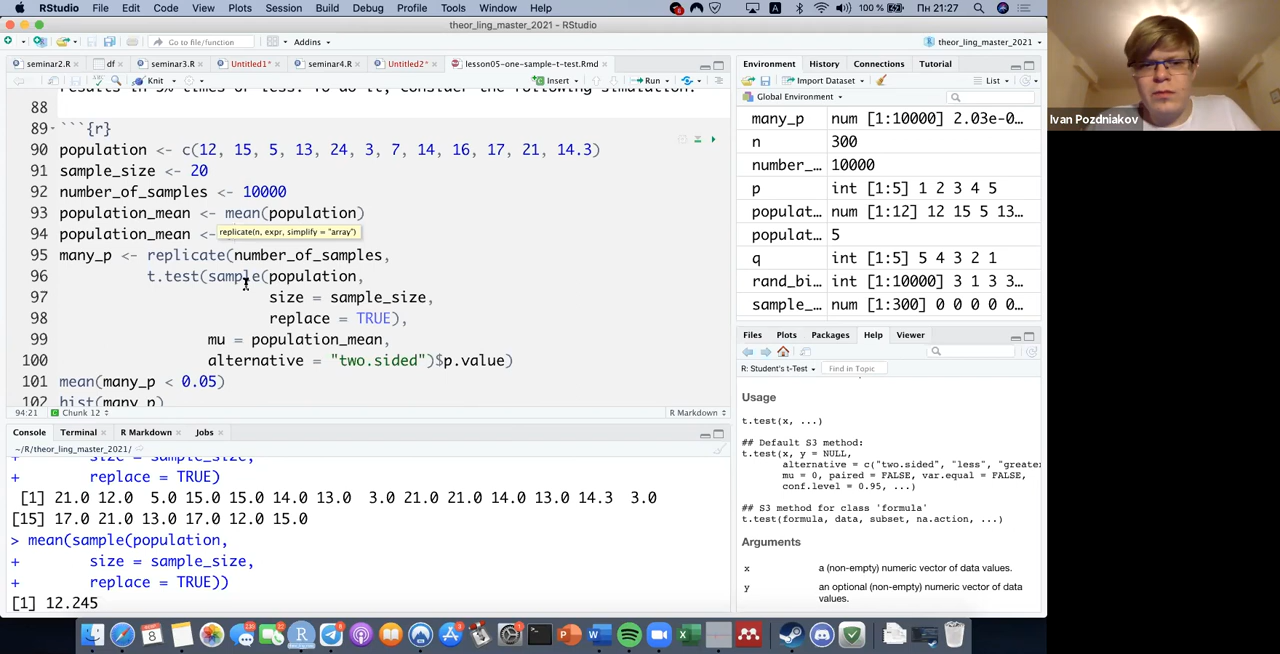 RStudio File Edit Code View Plots Session Build Debug Profile Tools Window Help 100 % Пн 21:27
theor_ling_master_2021 - RStudio
Go to file/function Addins theor_ling_master_2021
seminar2.R df seminar3.R Untitled1* seminar4.R Untitled2* lesson05-one-sample-t-test.Rmd
Knit Insert Run
88
89 ```{r}
90 population <- c(12, 15, 5, 13, 24, 3, 7, 14, 16, 17, 21, 14.3)
91 sample_size <- 20
92 number_of_samples <- 10000
93 population_mean <- mean(population)
replicate(n, expr, simplify = "array")
94 population_mean <-
95 many_p <- replicate(number_of_samples,
96 t.test(sample(population,
97 size = sample_size,
98 replace = TRUE),
99 mu = population_mean,
100 alternative = "two.sided")$p.value)
101 mean(many_p < 0.05)
102 hist(many_p)
94:21 Chunk 12 R Markdown
Console Terminal R Markdown Jobs
~/R/theor_ling_master_2021/
+ size = sample_size,
+ replace = TRUE)
[1] 21.0 12.0 5.0 15.0 15.0 14.0 13.0 3.0 21.0 21.0 14.0 13.0 14.3 3.0
[15] 17.0 21.0 13.0 17.0 12.0 15.0
> mean(sample(population,
+ size = sample_size,
+ replace = TRUE))
[1] 12.245
Environment History Connections Tutorial
Import Dataset List
Global Environment
many_p num [1:10000] 2.03e-0…
n 300
number_… 10000
p int [1:5] 1 2 3 4 5
populat… num [1:12] 12 15 5 13…
populat… 5
q int [1:5] 5 4 3 2 1
rand_bi… int [1:10000] 3 1 3 3…
sample_… num [1:300] 0 0 0 0 0…
Files Plots Packages Help Viewer
R: Student's t-Test Find in Topic
Usage
t.test(x, ...)
## Default S3 method:
t.test(x, y = NULL,
alternative = c("two.sided", "less", "greate
mu = 0, paired = FALSE, var.equal = FALSE,
conf.level = 0.95, ...)
## S3 method for class 'formula'
t.test(formula, data, subset, na.action, ...)
Arguments
x a (non-empty) numeric vector of data values.
y an optional (non-empty) numeric vector of data
values.
Ivan Pozdniakov